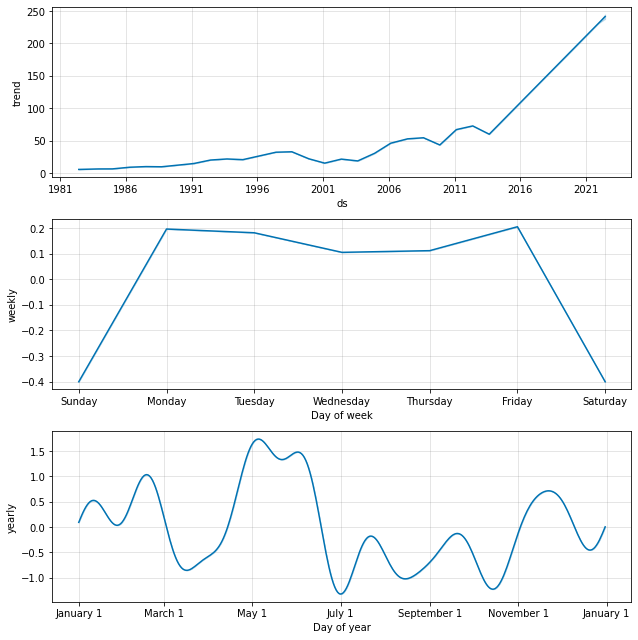 250
200
150
100
50
0
trend
1981 1986 1991 1996 2001 2006 2011 2016 2021
ds
0.2
0.1
0.0
−0.1
−0.2
−0.3
−0.4
weekly
Sunday Monday Tuesday Wednesday Thursday Friday Saturday
Day of week
1.5
1.0
0.5
0.0
−0.5
−1.0
yearly
January 1 March 1 May 1 July 1 September 1 November 1 January 1
Day of year